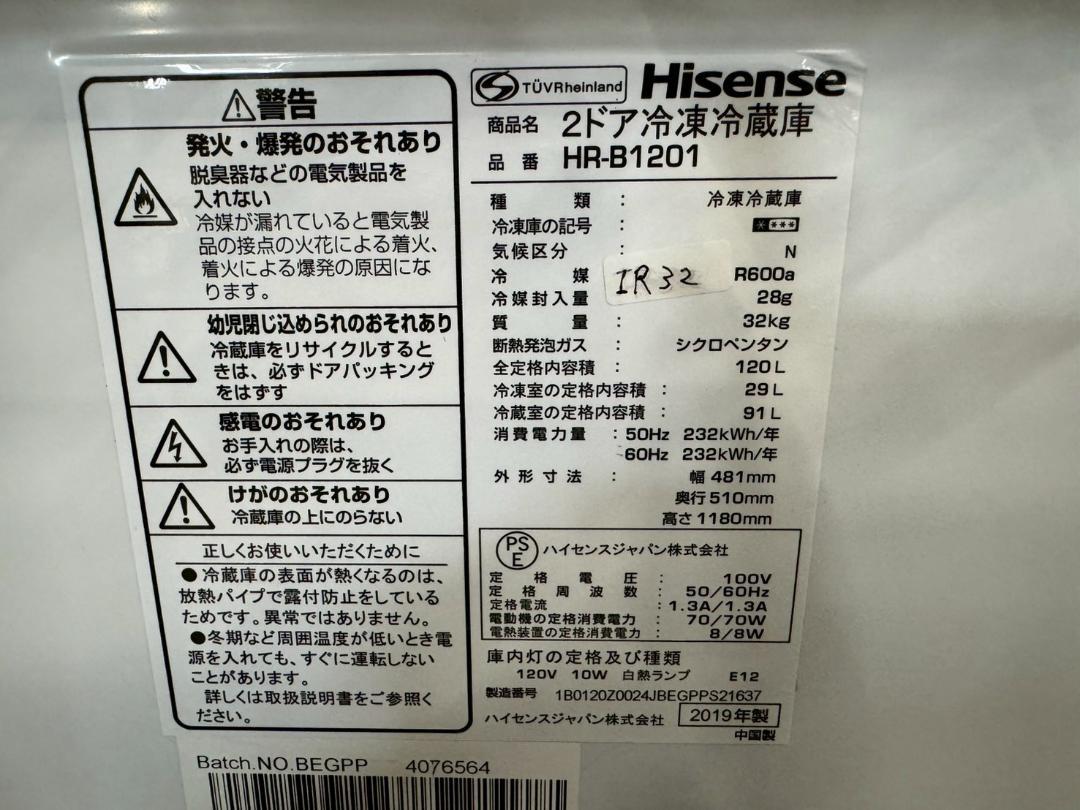 警告
発火・爆発のおそれあり
脱臭器などの電気製品を
入れない
冷媒が漏れていると電気製
品の接点の火花による着火、
着火による爆発の原因にな
ります。
幼児閉じ込められのおそれあり
冷蔵庫をリサイクルすると
きは、必ずドアパッキング
をはずす
感電のおそれあり
お手入れの際は、
必ず電源プラグを抜く
けがのおそれあり
冷蔵庫の上にのらない
正しくお使いいただくために
●冷蔵庫の表面が熱くなるのは、
放熱パイプで露付防止をしている
ためです。異常ではありません。
●冬期など周囲温度が低いとき電
源を入れても、すぐに運転しない
ことがあります。
詳しくは取扱説明書をご参照く
ださい。
TÜVRheinland Hisense
商品名 2ドア冷凍冷蔵庫
品番 HR-B1201
種類 : 冷凍冷蔵庫
冷凍庫の記号 : ****
気候区分 : N
冷媒 IR32 R600a
冷媒封入量 28g
質量 : 32kg
断熱発泡ガス : シクロペンタン
全定格内容積 : 120L
冷凍室の定格内容積 : 29L
冷蔵室の定格内容積 : 91L
消費電力量 : 50Hz 232kWh/年
60Hz 232kWh/年
外形寸法 : 幅 481mm
奥行 510mm
高さ 1180mm
PSE ハイセンスジャパン株式会社
定格電圧 : 100V
定格周波数 : 50/60Hz
定格電流 : 1.3A/1.3A
電動機の定格消費電力 : 70/70W
電熱装置の定格消費電力 : 8/8W
庫内灯の定格及び種類
120V 10W 白熱ランプ E12
製造番号 1B0120Z0024JBEGPPS21637
ハイセンスジャパン株式会社 2019年製
中国製
Batch.NO.BEGPP 4076564